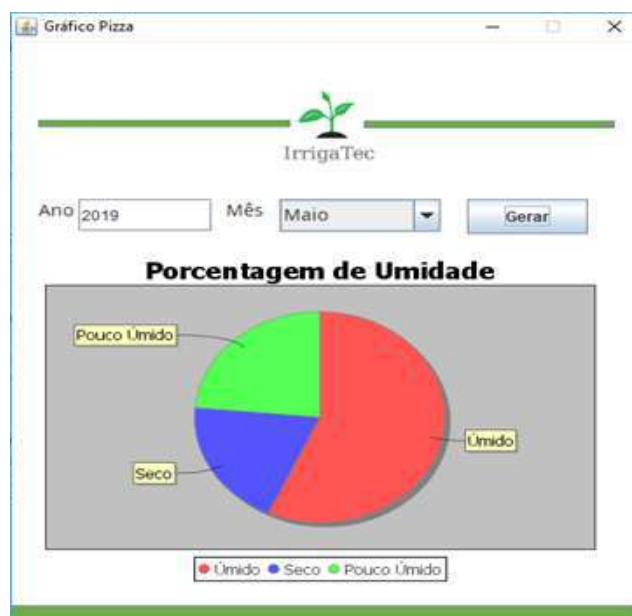 Gráfico Pizza
IrrigaTec
Ano 2019 Mês Maio Gerar
Porcentagem de Umidade
Pouco Úmido
Úmido
Seco
Úmido Seco Pouco Úmido